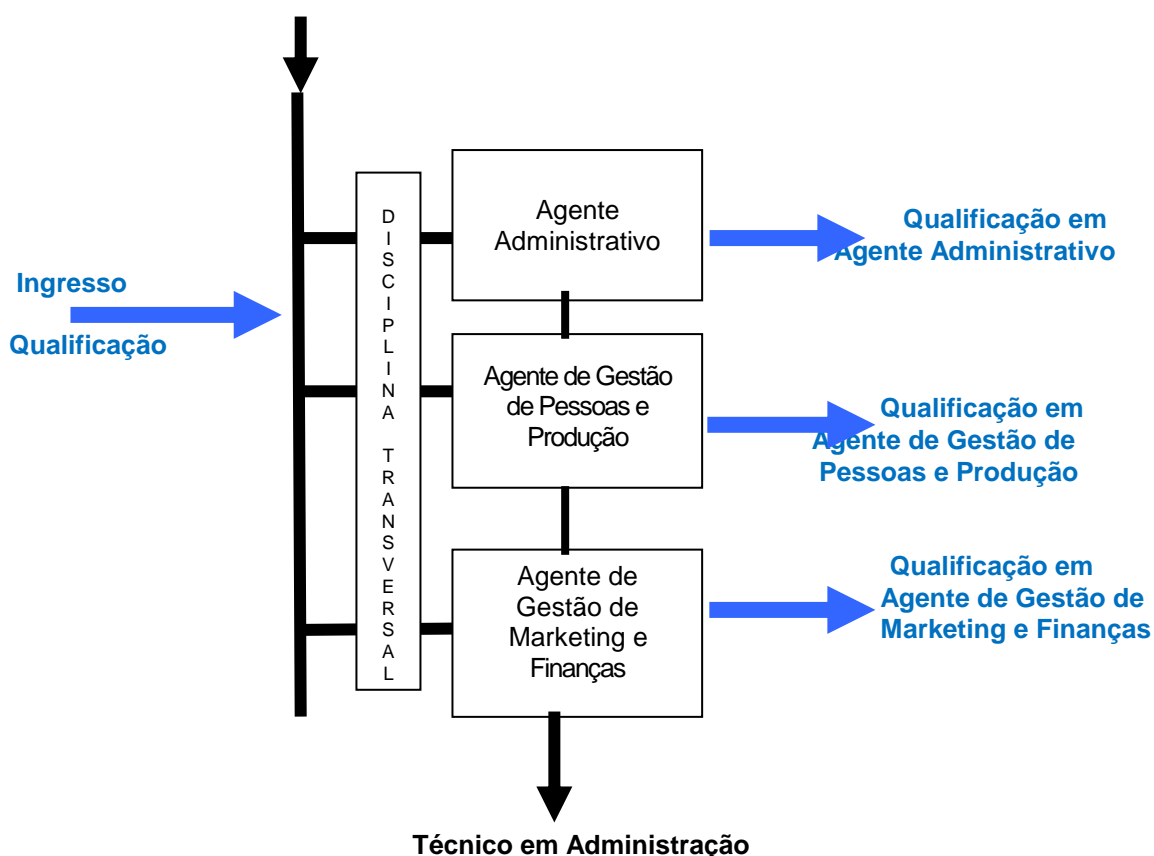 Ingresso
Qualificação
DISCIPLINA TRANSVERSAL
Agente
Administrativo
Qualificação em
Agente Administrativo
Agente de Gestão
de Pessoas e
Produção
Qualificação em
Agente de Gestão de
Pessoas e Produção
Agente de
Gestão de
Marketing e
Finanças
Qualificação em
Agente de Gestão de
Marketing e Finanças
Técnico em Administração